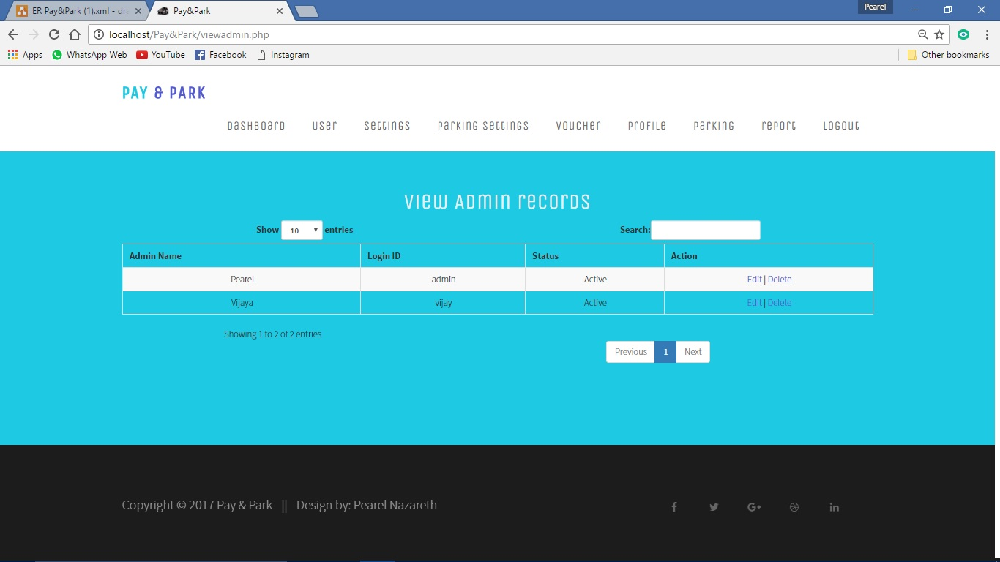 ER Pay&Park (1).xml - dra
Pay&Park
Pearel
localhost/Pay&Park/viewadmin.php
Apps WhatsApp Web YouTube Facebook Instagram Other bookmarks
PAY & PARK
Dashboard User Settings Parking Settings Voucher Profile Parking Report Logout
View Admin Records
Show 10 entries Search:
Admin Name Login ID Status Action
Pearel admin Active Edit | Delete
Vijaya vijay Active Edit | Delete
Showing 1 to 2 of 2 entries
Previous 1 Next
Copyright © 2017 Pay & Park || Design by: Pearel Nazareth